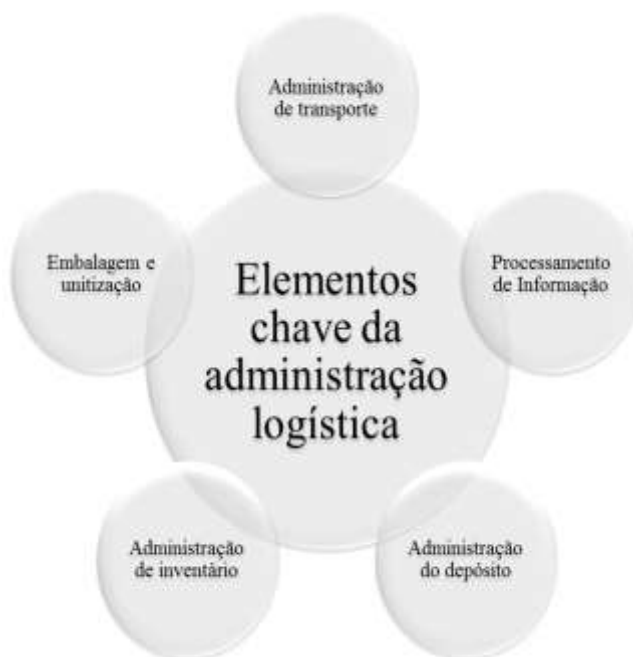 Administração
de transporte
Embalagem e
unitização
Processamento
de Informação
Elementos
chave da
administração
logística
Administração
de inventário
Administração
do depósito